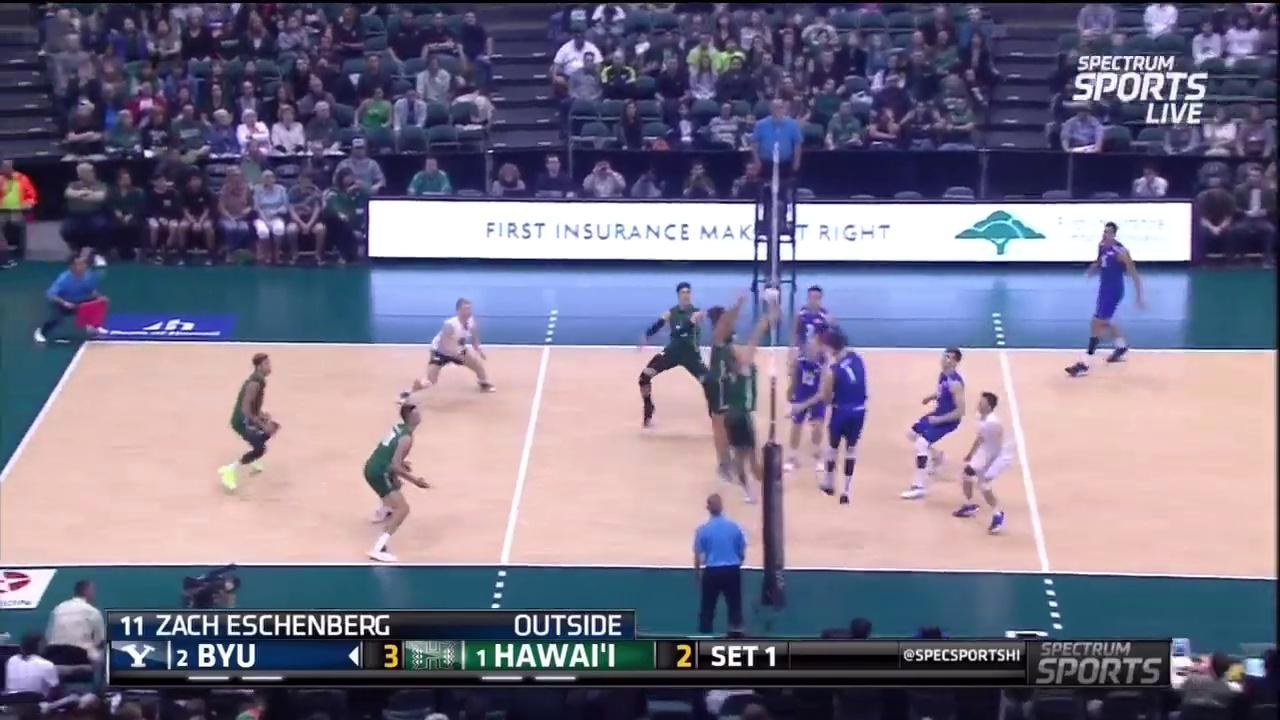 SPECTRUM
SPORTS
LIVE
FIRST INSURANCE MAK T RIGHT
1
11 ZACH ESCHENBERG OUTSIDE
2 BYU 3 1 HAWAI'I 2 SET 1 @SPECSPORTSHI SPECTRUM SPORTS